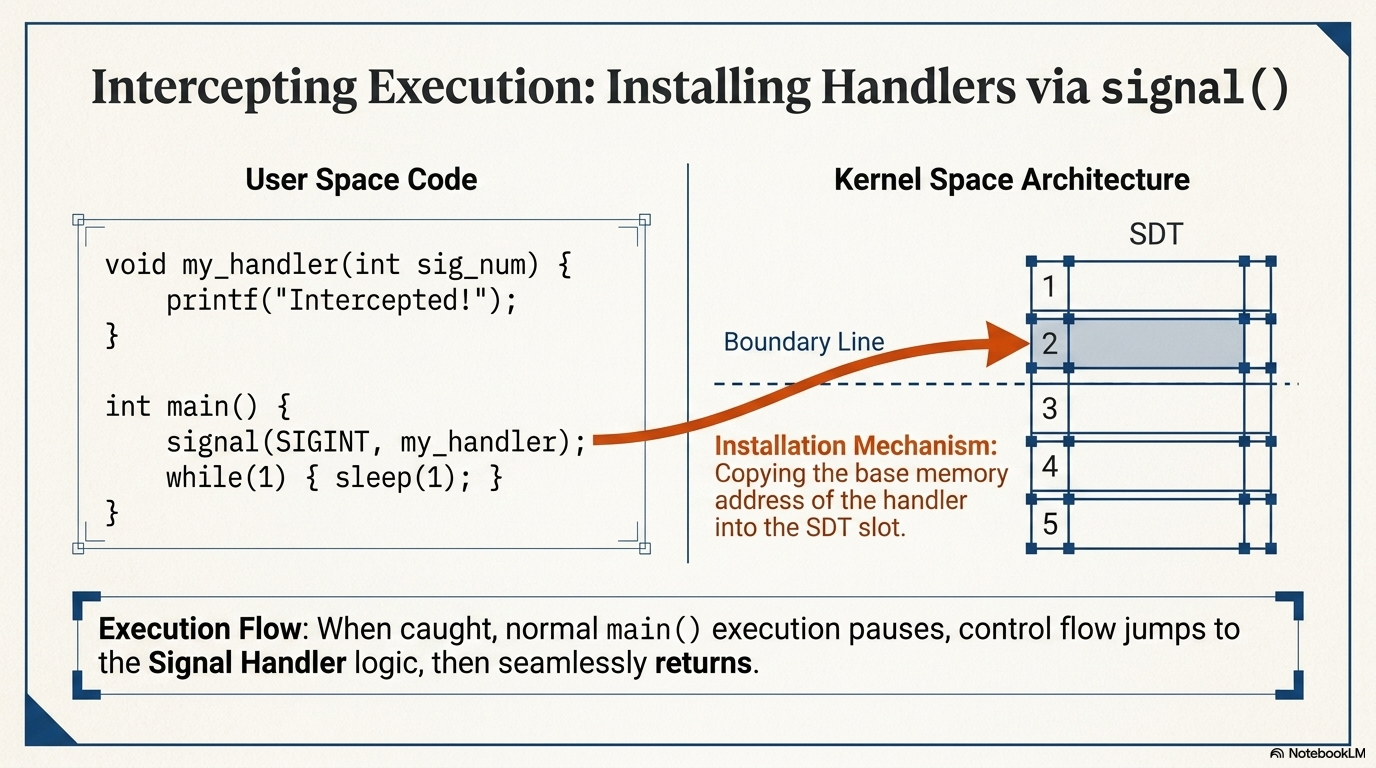 Intercepting Execution: Installing Handlers via signal()
User Space Code
void my_handler(int sig_num) {
    printf("Intercepted!");
}
int main() {
    signal(SIGINT, my_handler);
    while(1) { sleep(1); }
}
Kernel Space Architecture
SDT
1
2
3
4
5
Boundary Line
Installation Mechanism:
Copying the base memory
address of the handler
into the SDT slot.
Execution Flow: When caught, normal main() execution pauses, control flow jumps to
the Signal Handler logic, then seamlessly returns.
NotebookLM